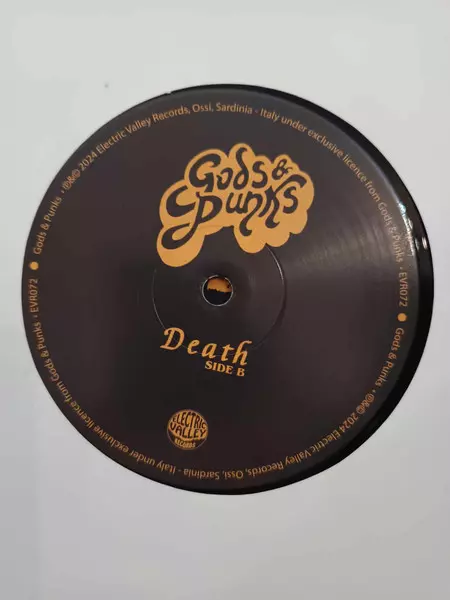 Gods &
Punks
Death
SIDE B
ELECTRIC
VALLEY
RECORDS
Gods & Punks • ℗&© 2024 Electric Valley Records, Ossi, Sardinia - Italy under exclusive licence from Gods & Punks • EVR072
Gods & Punks • ℗&© 2024 Electric Valley Records, Ossi, Sardinia - Italy under exclusive licence from Gods & Punks • EVR072